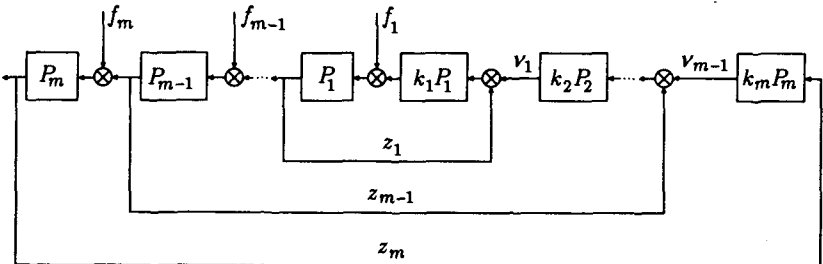 f_m f_{m-1} f_1
P_m P_{m-1} P_1 k_1P_1 ν_1 k_2P_2 ν_{m-1} k_mP_m
z_1
z_{m-1}
z_m